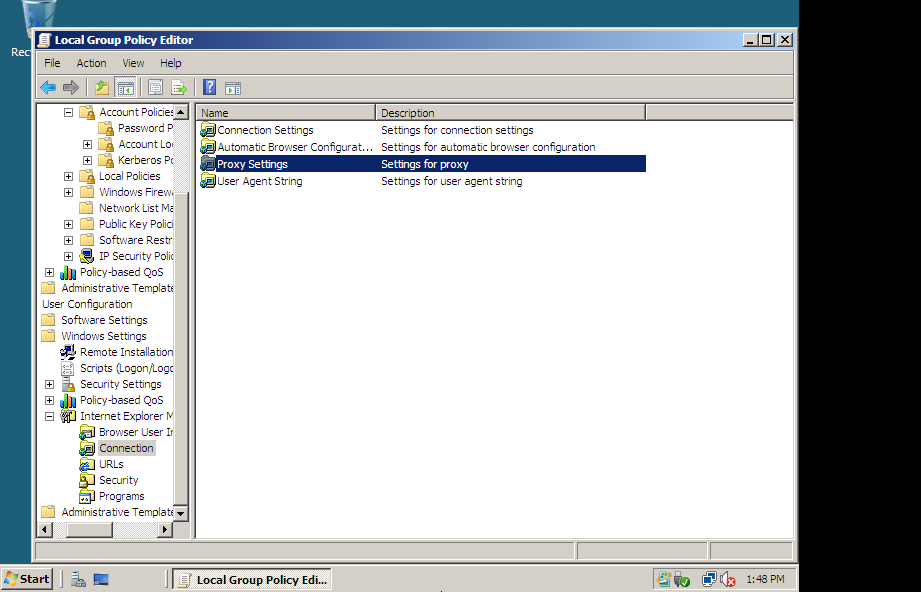 Rec
Local Group Policy Editor
File Action View Help
Name Description
Account Policies
Password P
Account Lo
Kerberos Po
Local Policies
Windows Firew
Network List Ma
Public Key Polici
Software Restr
IP Security Polic
Policy-based QoS
Administrative Template
User Configuration
Software Settings
Windows Settings
Remote Installation
Scripts (Logon/Logo
Security Settings
Policy-based QoS
Internet Explorer M
Browser User In
Connection
URLs
Security
Programs
Administrative Template
Connection Settings Settings for connection settings
Automatic Browser Configurat... Settings for automatic browser configuration
Proxy Settings Settings for proxy
User Agent String Settings for user agent string
Start Local Group Policy Edi... 1:48 PM